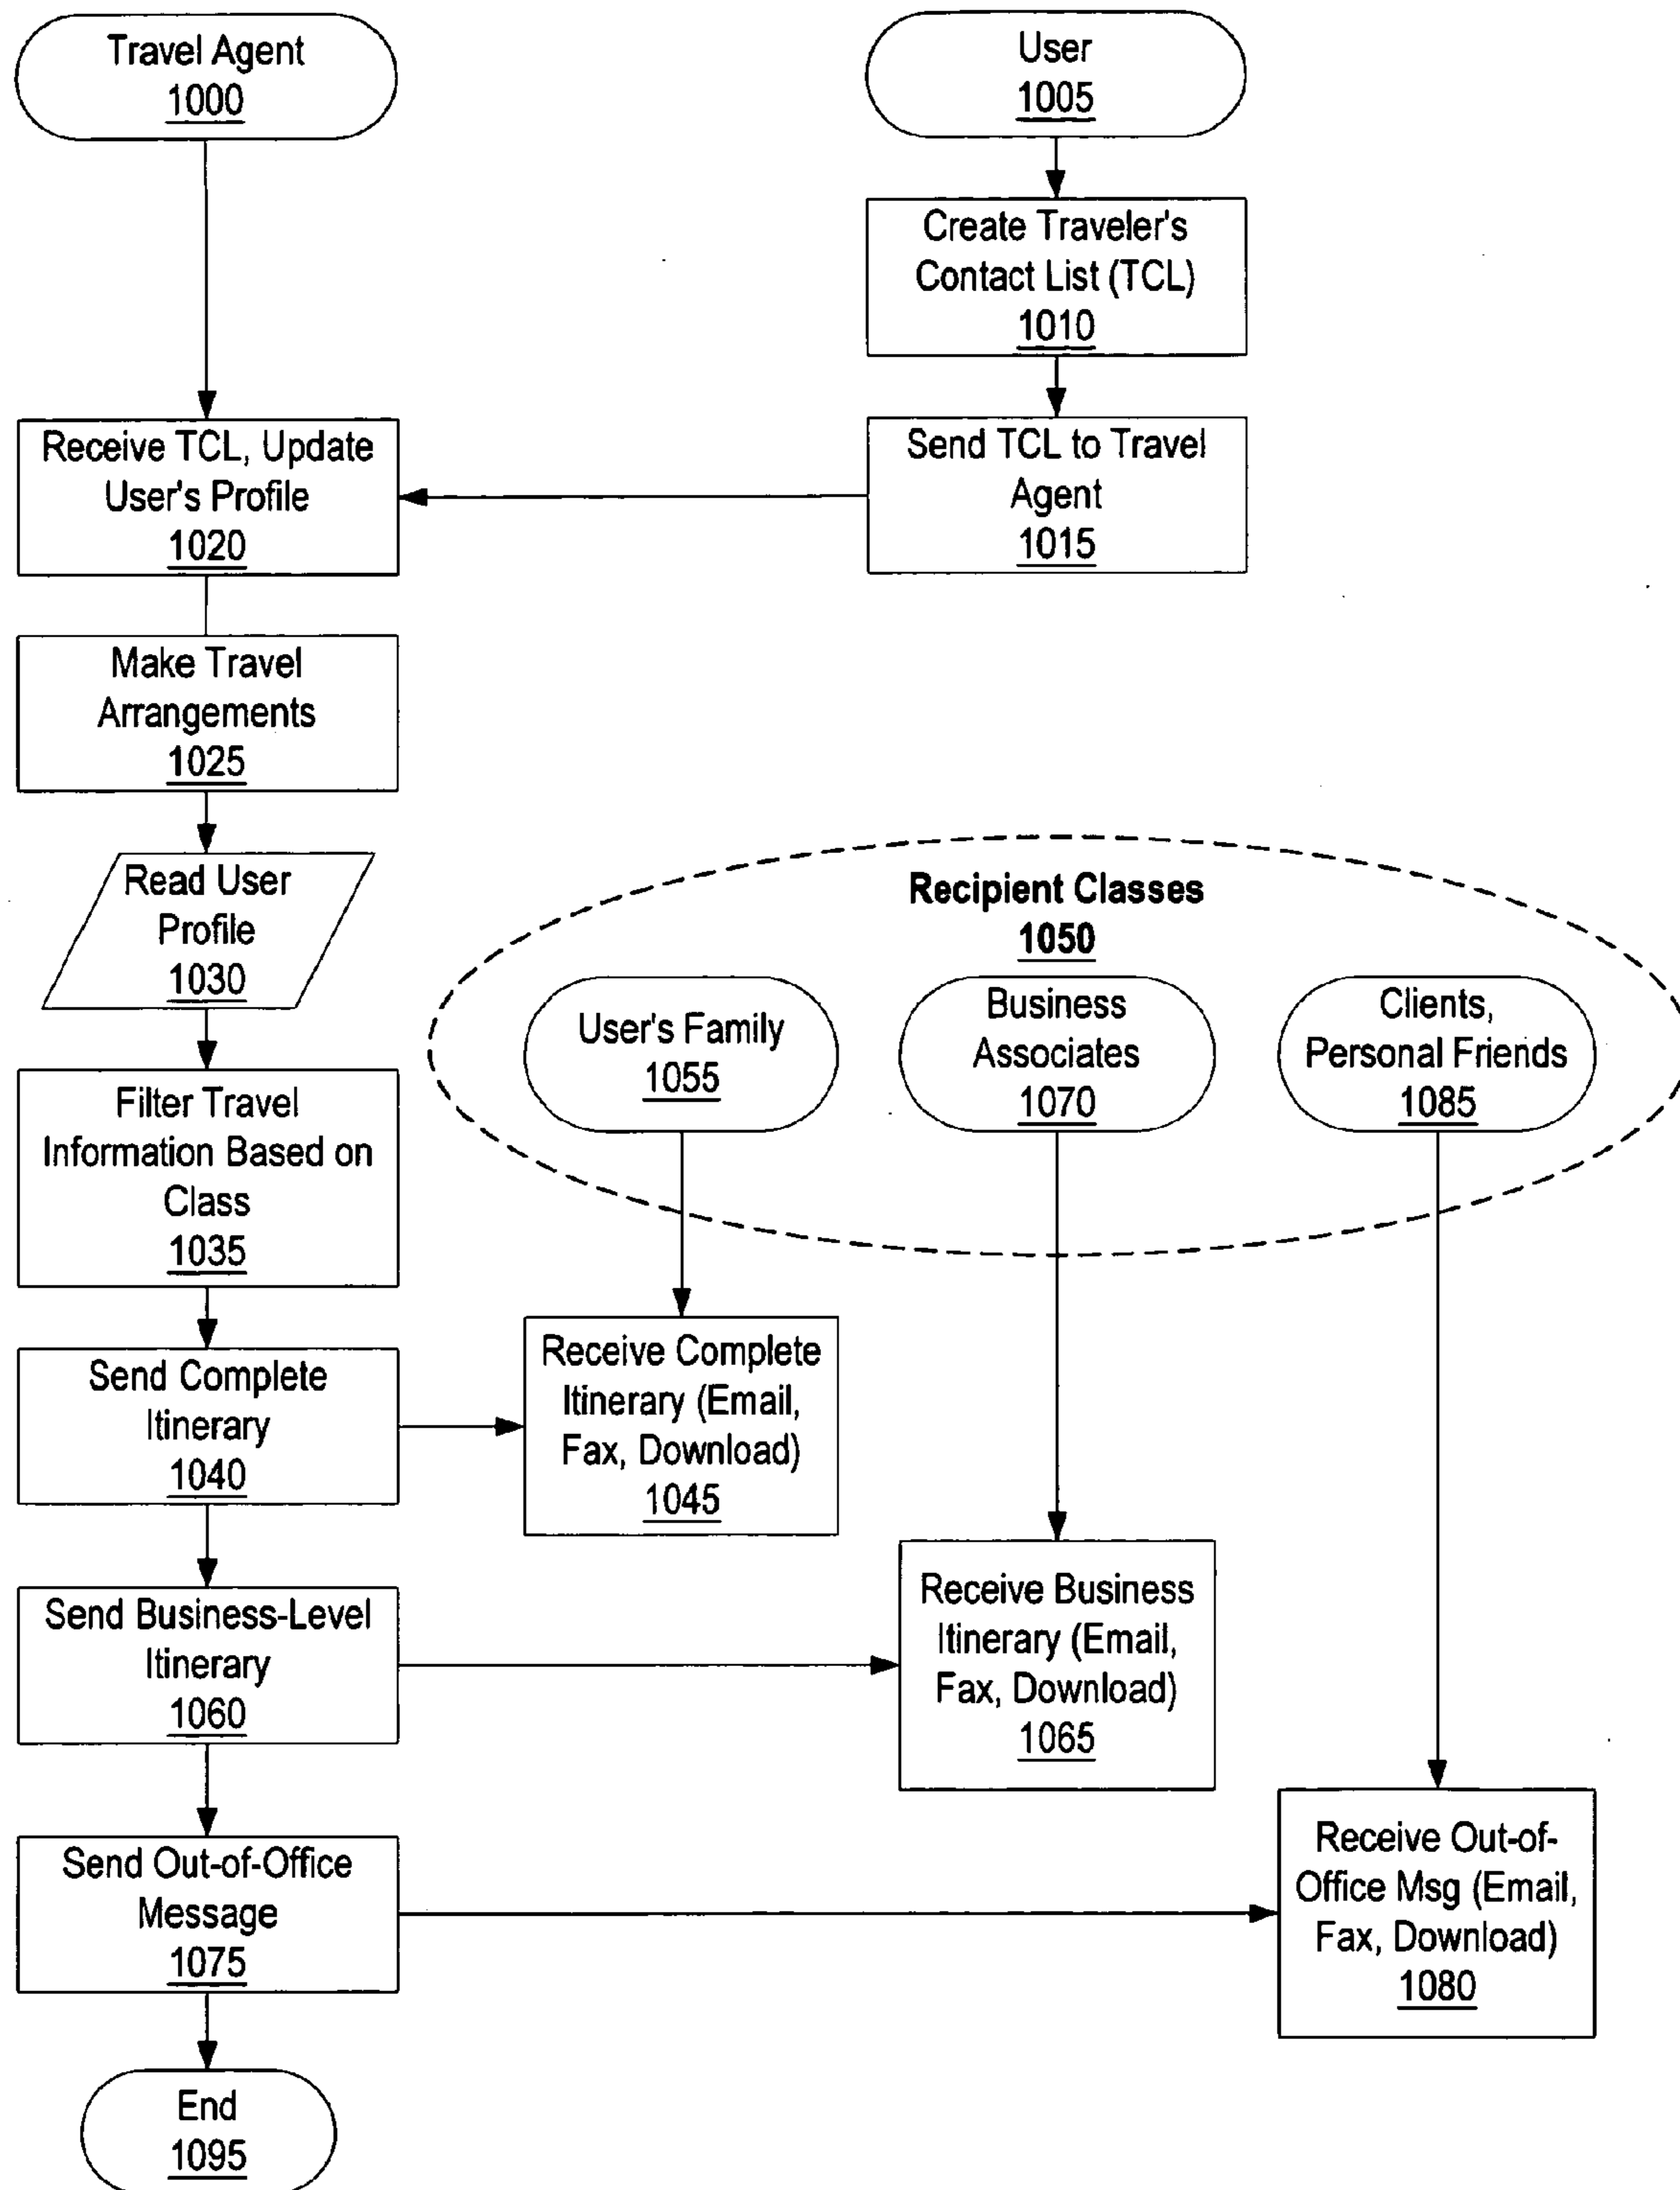 Travel Agent
1000
User
1005
Create Traveler's
Contact List (TCL)
1010
Receive TCL, Update
User's Profile
1020
Send TCL to Travel
Agent
1015
Make Travel
Arrangements
1025
Read User
Profile
1030
Recipient Classes
1050
User's Family
1055
Business
Associates
1070
Clients,
Personal Friends
1085
Filter Travel
Information Based on
Class
1035
Send Complete
Itinerary
1040
Receive Complete
Itinerary (Email,
Fax, Download)
1045
Send Business-Level
Itinerary
1060
Receive Business
Itinerary (Email,
Fax, Download)
1065
Send Out-of-Office
Message
1075
Receive Out-of-
Office Msg (Email,
Fax, Download)
1080
End
1095